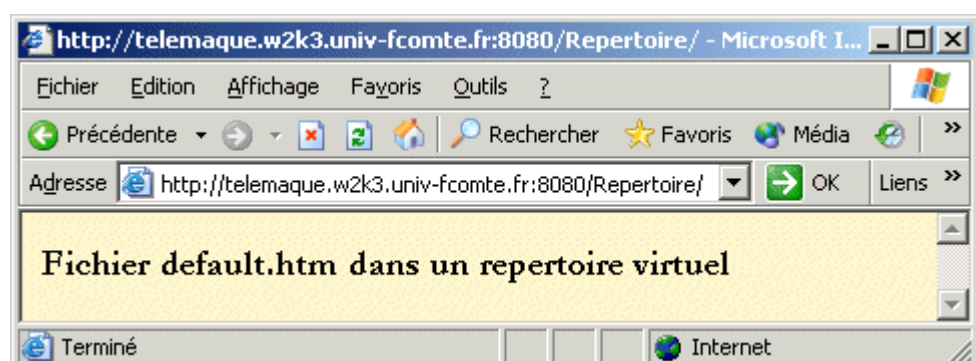 http://telemaque.w2k3.univ-fcomte.fr:8080/Repertoire/ - Microsoft I...
Fichier Edition Affichage Favoris Outils ?
Précédente Rechercher Favoris Média »
Adresse http://telemaque.w2k3.univ-fcomte.fr:8080/Repertoire/ OK Liens »
Fichier default.htm dans un repertoire virtuel
Terminé Internet